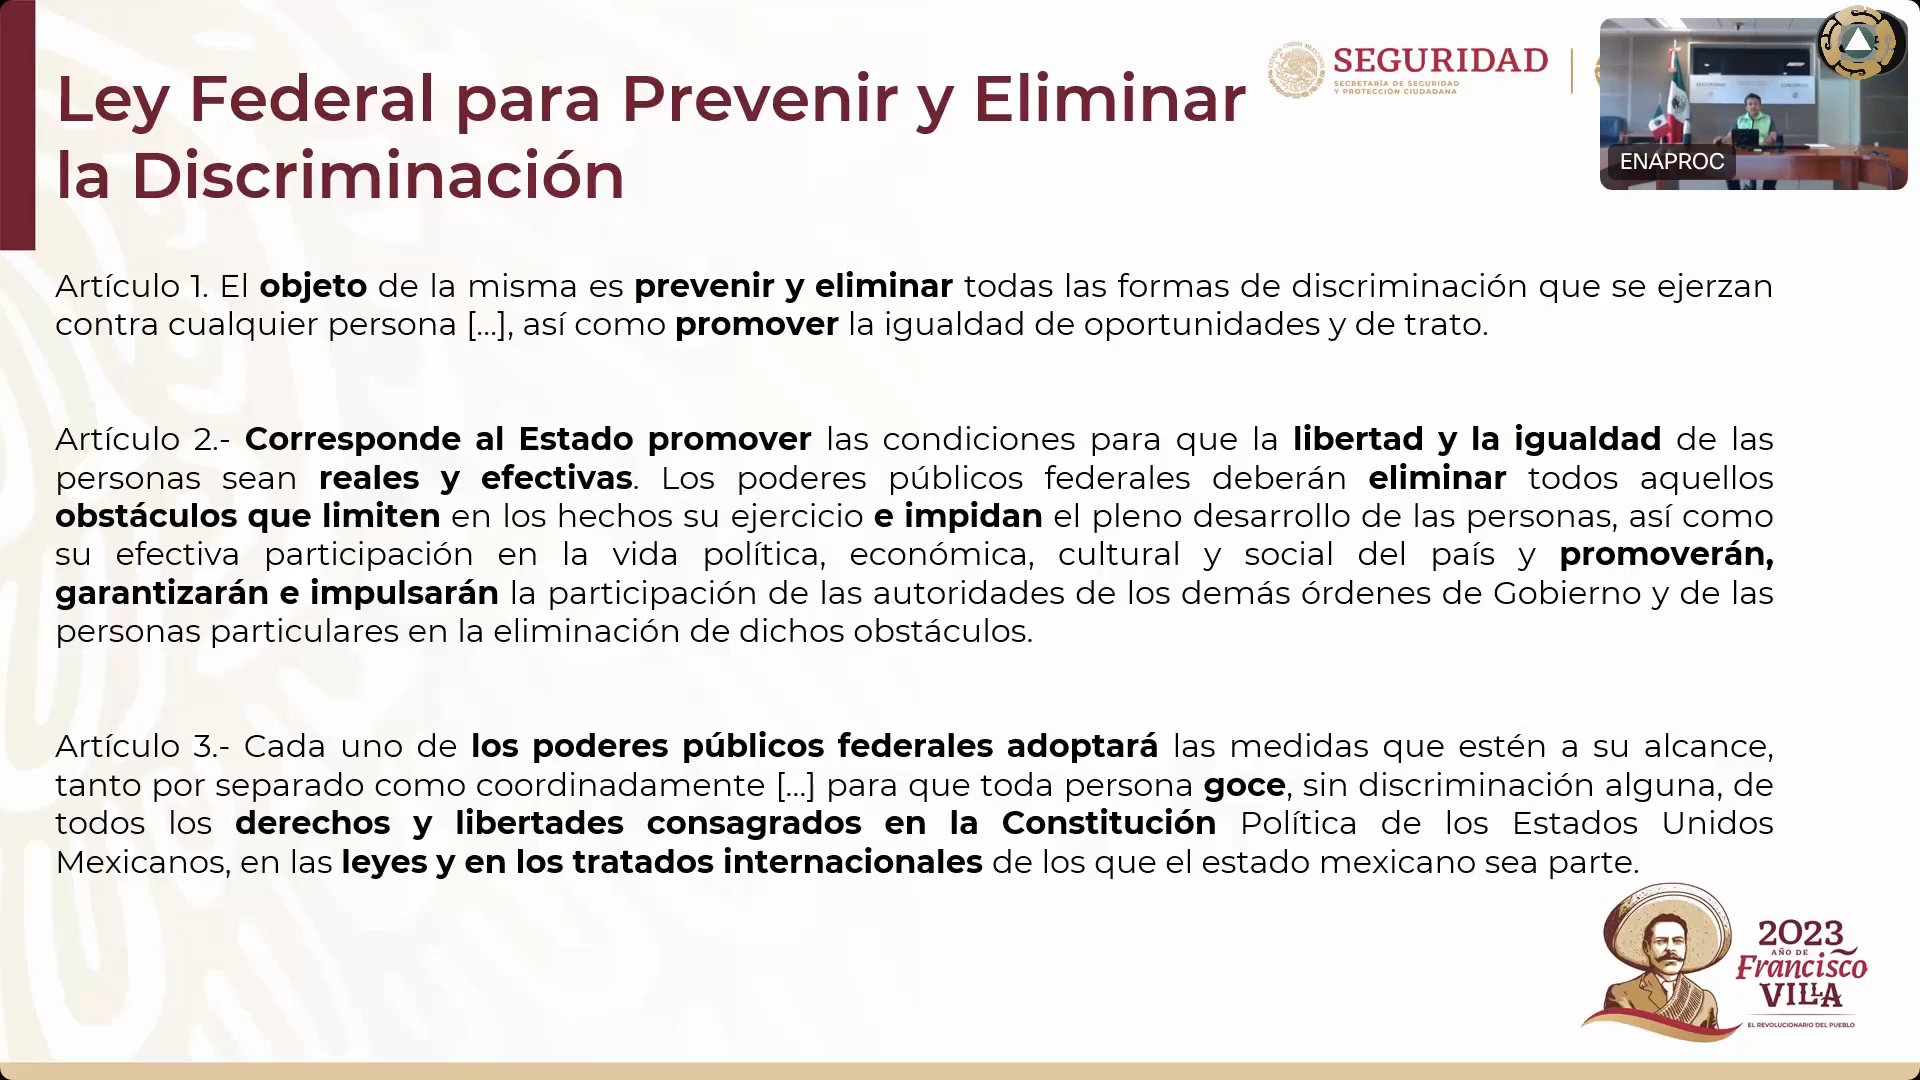 Ley Federal para Prevenir y Eliminar
la Discriminación
SEGURIDAD
SECRETARÍA DE SEGURIDAD
Y PROTECCIÓN CIUDADANA
ENAPROC
Artículo 1. El objeto de la misma es prevenir y eliminar todas las formas de discriminación que se ejerzan
contra cualquier persona [...], así como promover la igualdad de oportunidades y de trato.
Artículo 2.- Corresponde al Estado promover las condiciones para que la libertad y la igualdad de las
personas sean reales y efectivas. Los poderes públicos federales deberán eliminar todos aquellos
obstáculos que limiten en los hechos su ejercicio e impidan el pleno desarrollo de las personas, así como
su efectiva participación en la vida política, económica, cultural y social del país y promoverán,
garantizarán e impulsarán la participación de las autoridades de los demás órdenes de Gobierno y de las
personas particulares en la eliminación de dichos obstáculos.
Artículo 3.- Cada uno de los poderes públicos federales adoptará las medidas que estén a su alcance,
tanto por separado como coordinadamente [...] para que toda persona goce, sin discriminación alguna, de
todos los derechos y libertades consagrados en la Constitución Política de los Estados Unidos
Mexicanos, en las leyes y en los tratados internacionales de los que el estado mexicano sea parte.
2023
AÑO DE
Francisco
VILLA
EL REVOLUCIONARIO DEL PUEBLO